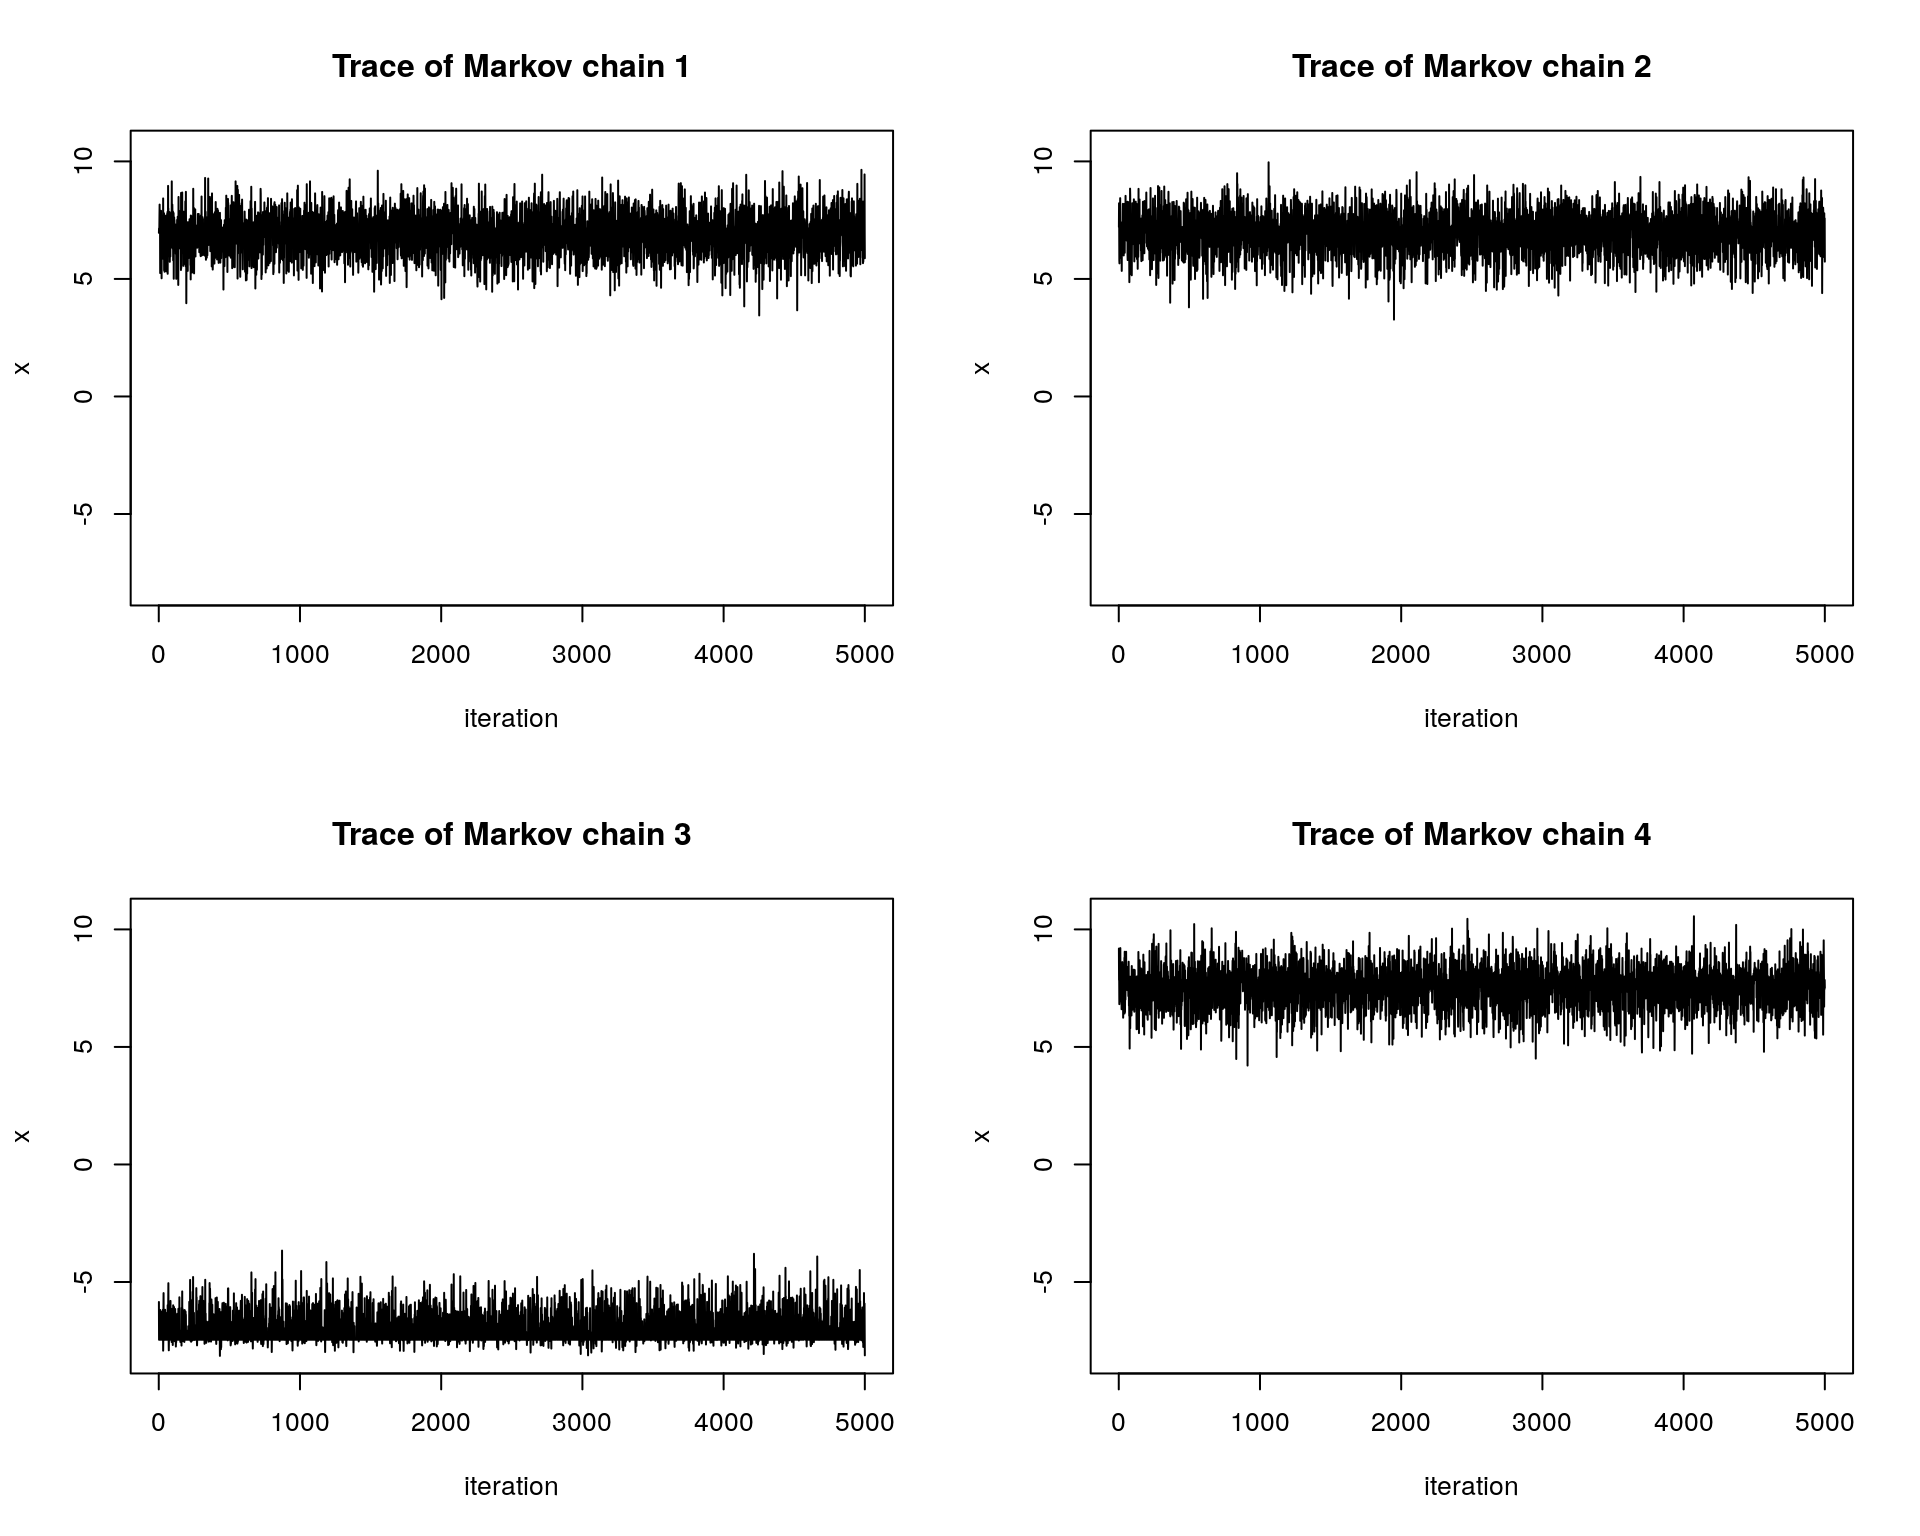 Trace of Markov chain 1
10
5
0
-5
x
0 1000 2000 3000 4000 5000
iteration
Trace of Markov chain 2
10
5
0
-5
x
0 1000 2000 3000 4000 5000
iteration
Trace of Markov chain 3
10
5
0
-5
x
0 1000 2000 3000 4000 5000
iteration
Trace of Markov chain 4
10
5
0
-5
x
0 1000 2000 3000 4000 5000
iteration